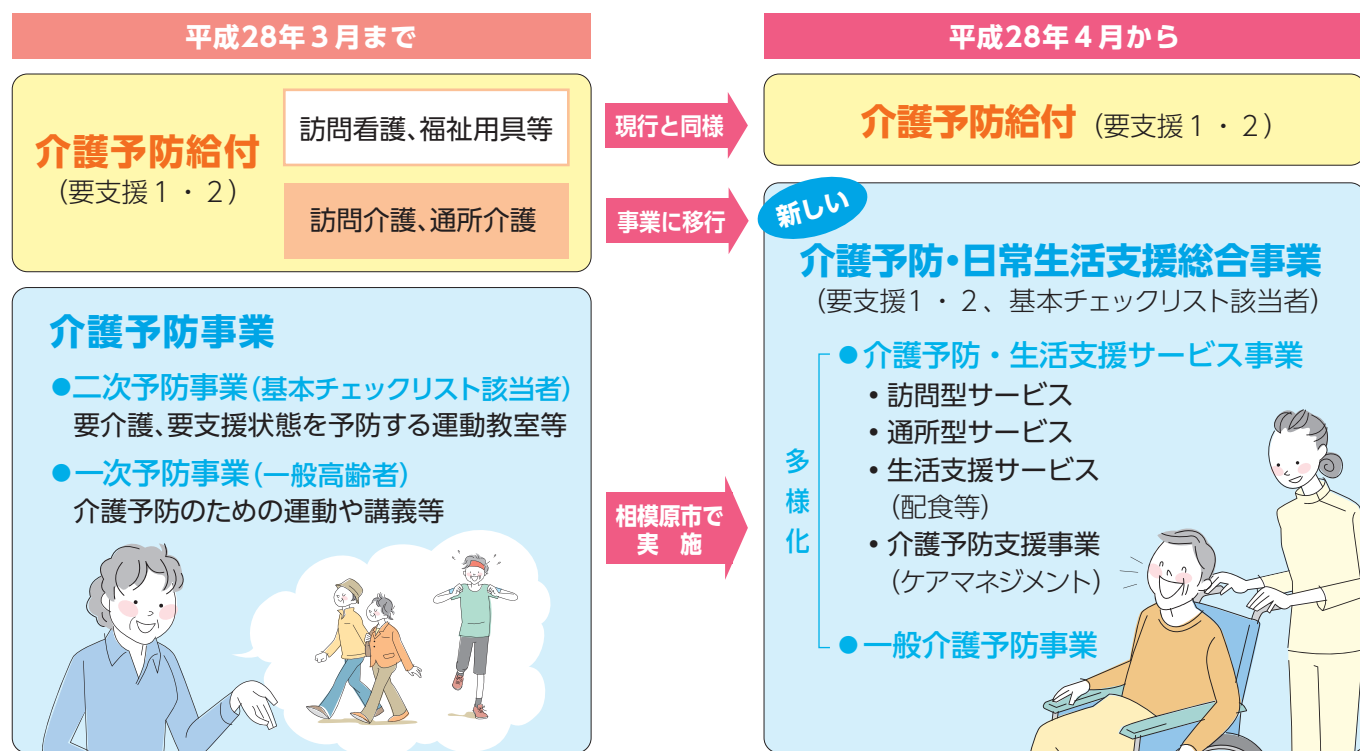 平成28年3月まで
介護予防給付
(要支援1・2)
訪問看護、福祉用具等
訪問介護、通所介護
介護予防事業
●二次予防事業(基本チェックリスト該当者)
要介護、要支援状態を予防する運動教室等
●一次予防事業(一般高齢者)
介護予防のための運動や講義等
現行と同様
事業に移行
相模原市で
実 施
平成28年4月から
介護予防給付(要支援1・2)
新しい
介護予防・日常生活支援総合事業
(要支援1・2、基本チェックリスト該当者)
多様化
●介護予防・生活支援サービス事業
・訪問型サービス
・通所型サービス
・生活支援サービス
(配食等)
・介護予防支援事業
(ケアマネジメント)
●一般介護予防事業